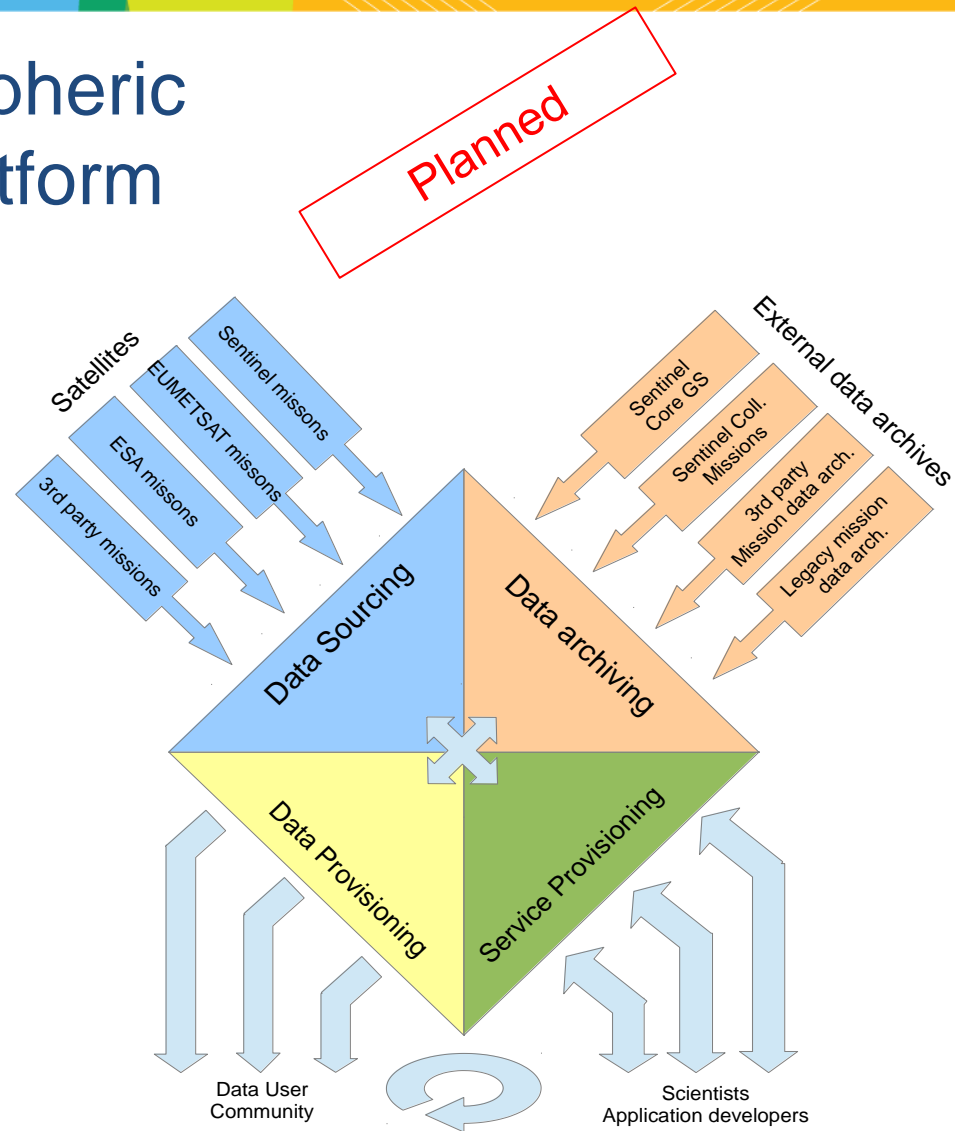 pheric
tform
Planned
Satellites
Sentinel missons
EUMETSAT missons
ESA missons
3rd party missions
External data archives
Sentinel
Core GS
Sentinel Coll.
Missions
3rd party
Mission data arch.
Legacy mission
data arch.
Data Sourcing
Data archiving
Data Provisioning
Service Provisioning
Data User
Community
Scientists
Application developers